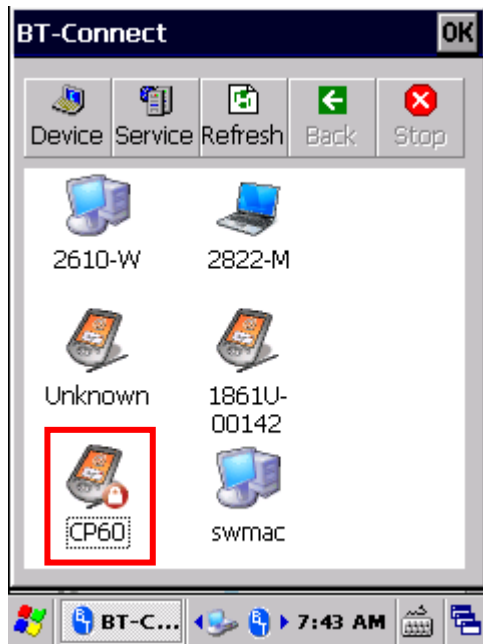 BT-Connect OK
Device Service Refresh Back Stop
2610-W 2822-M
Unknown 1861U-
00142
CP60 swmac
BT-C... 7:43 AM